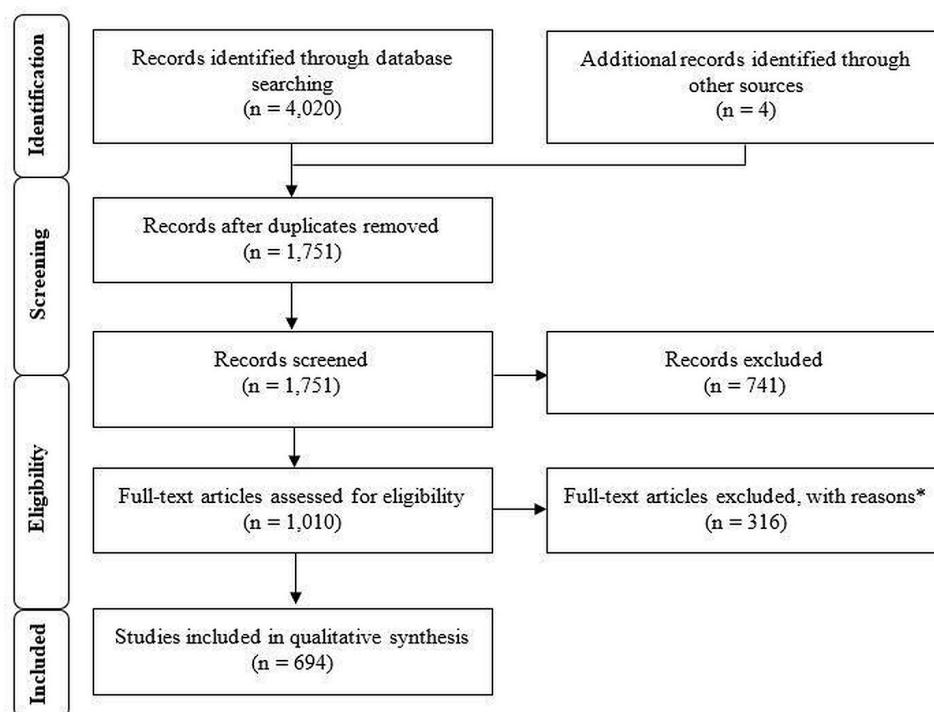 Identification
Records identified through database
searching
(n = 4,020)
Additional records identified through
other sources
(n = 4)
Screening
Records after duplicates removed
(n = 1,751)
Records screened
(n = 1,751)
Records excluded
(n = 741)
Eligibility
Full-text articles assessed for eligibility
(n = 1,010)
Full-text articles excluded, with reasons*
(n = 316)
Included
Studies included in qualitative synthesis
(n = 694)